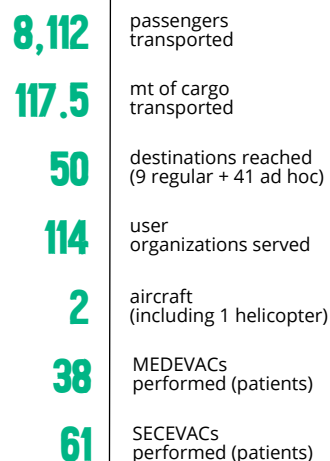 8,112
passengers
transported
117.5
mt of cargo
transported
50
destinations reached
(9 regular + 41 ad hoc)
114
user
organizations served
2
aircraft
(including 1 helicopter)
38
MEDEVACs
performed (patients)
61
SECEVACs
performed (patients)